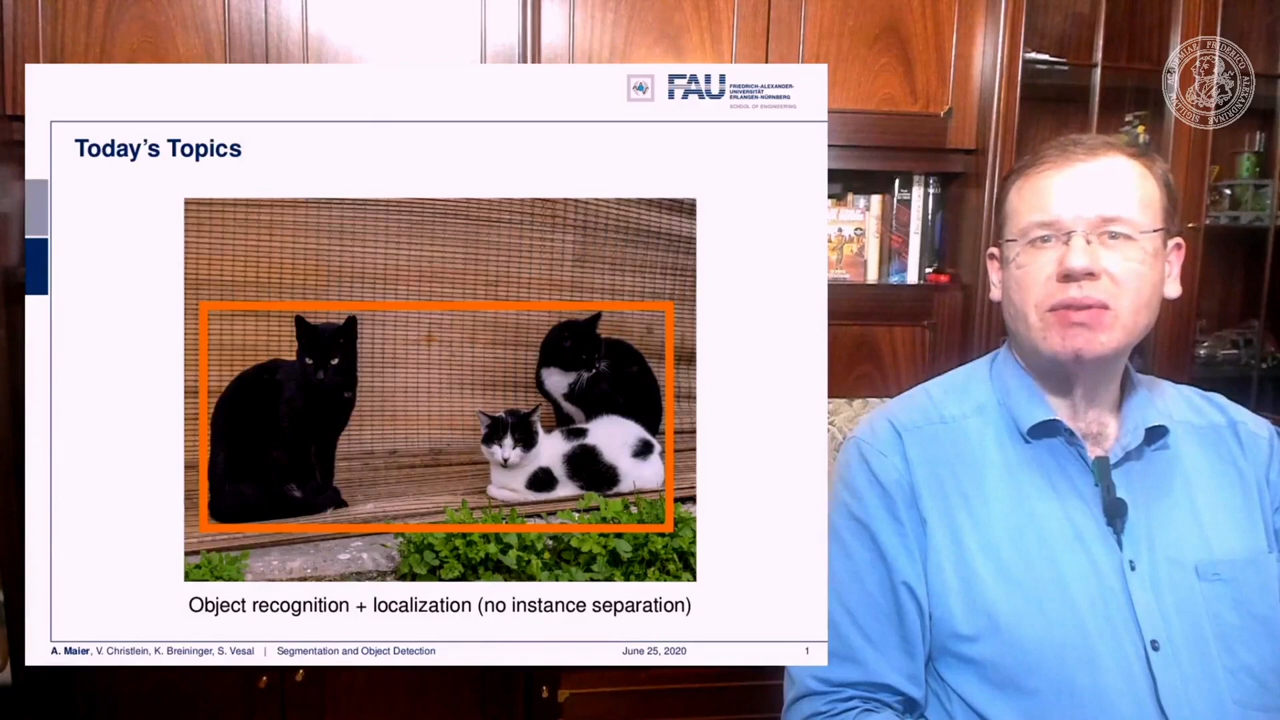 FAU
FRIEDRICH-ALEXANDER-
UNIVERSITÄT
ERLANGEN-NÜRNBERG
SCHOOL OF ENGINEERING
Today's Topics
Object recognition + localization (no instance separation)
A. Maier, V. Christlein, K. Breininger, S. Vesal | Segmentation and Object Detection
June 25, 2020
1